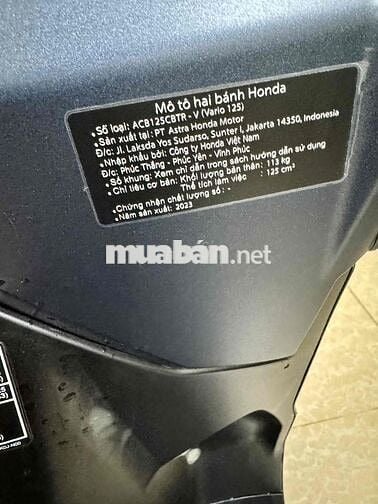 Mô tô hai bánh Honda
• Số loại: ACB125CBTR - V (Vario 125)
• Sản xuất tại: PT Astra Honda Motor
Đ/c: Jl. Laksda Yos Sudarso, Sunter I, Jakarta 14350, Indonesia
• Nhập khẩu bởi: Công ty Honda Việt Nam
Đ/c: Phúc Thắng - Phúc Yên - Vĩnh Phúc
• Số khung: Xem chỉ dẫn trong sách hướng dẫn sử dụng
• Chỉ tiêu cơ bản: Khối lượng bản thân: 113 kg
Thể tích làm việc : 125 cm³
• Chứng nhận chất lượng số : -
• Năm sản xuất: 2023
muabán.net